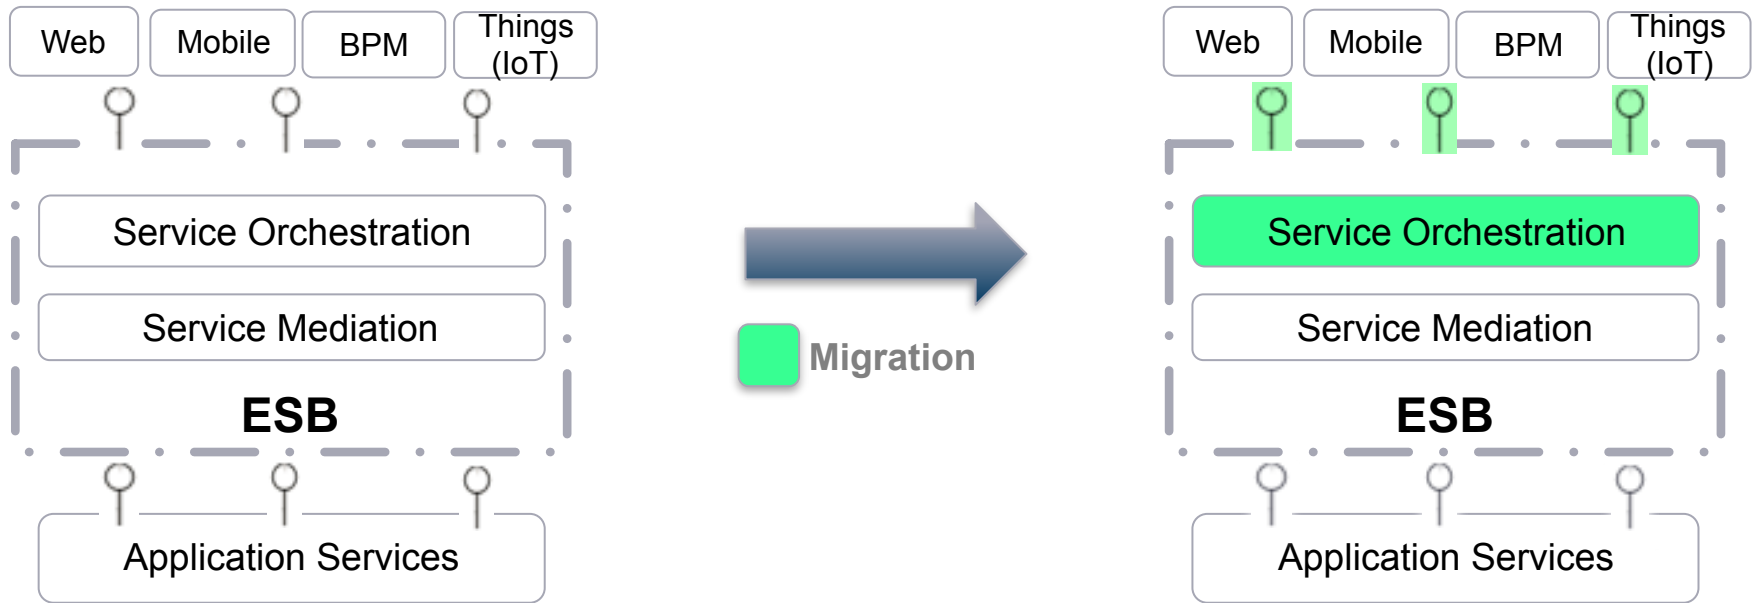 Web
Mobile
BPM
Things
(IoT)
Service Orchestration
Service Mediation
ESB
Application Services
Migration
Web
Mobile
BPM
Things
(IoT)
Service Orchestration
Service Mediation
ESB
Application Services